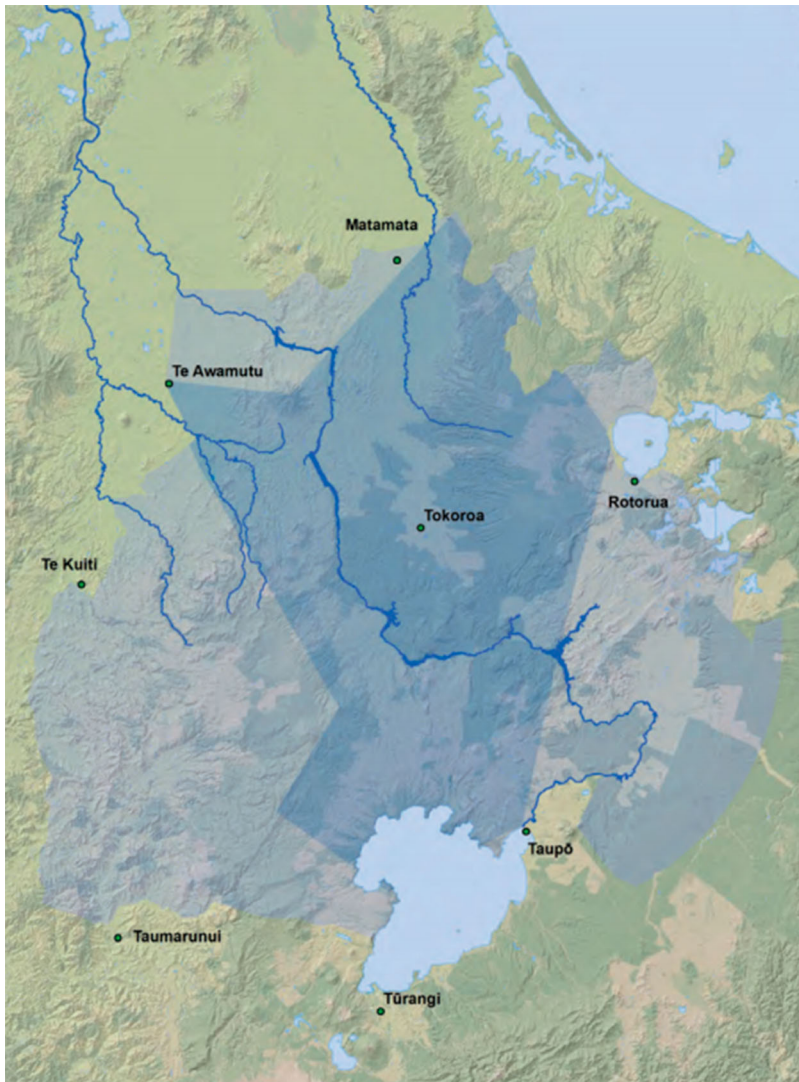 Matamata
Te Awamutu
Rotorua
Tokoroa
Te Kuiti
Taupō
Taumarunui
Tūrangi